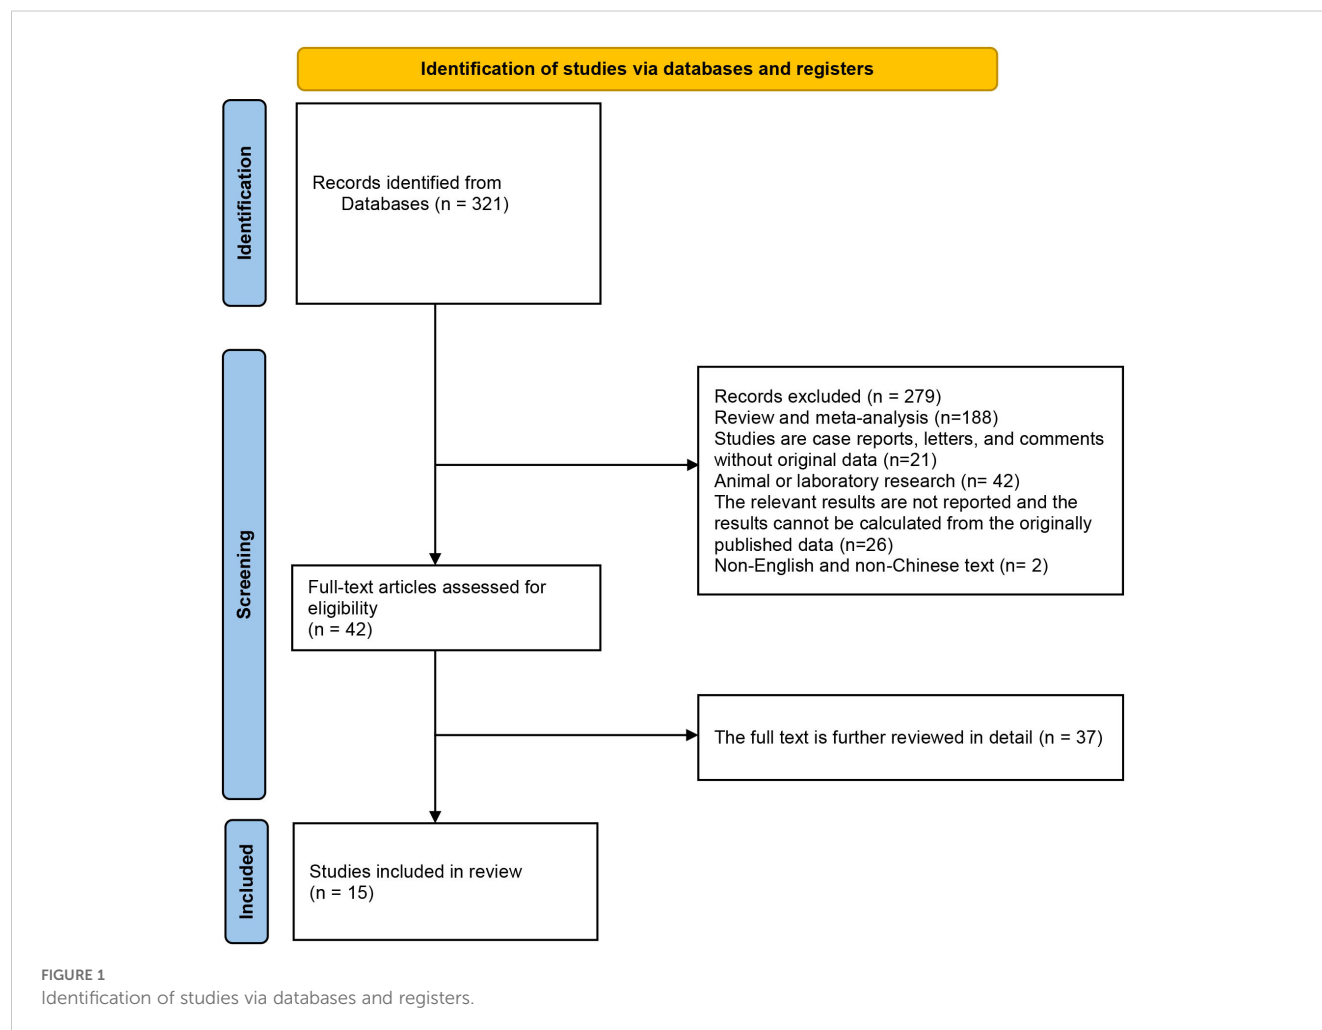 Identification of studies via databases and registers
Identification
Records identified from
Databases (n = 321)
Screening
Records excluded (n = 279)
Review and meta-analysis (n=188)
Studies are case reports, letters, and comments
without original data (n=21)
Animal or laboratory research (n= 42)
The relevant results are not reported and the
results cannot be calculated from the originally
published data (n=26)
Non-English and non-Chinese text (n= 2)
Full-text articles assessed for
eligibility
(n = 42)
The full text is further reviewed in detail (n = 37)
Included
Studies included in review
(n = 15)
FIGURE 1
Identification of studies via databases and registers.